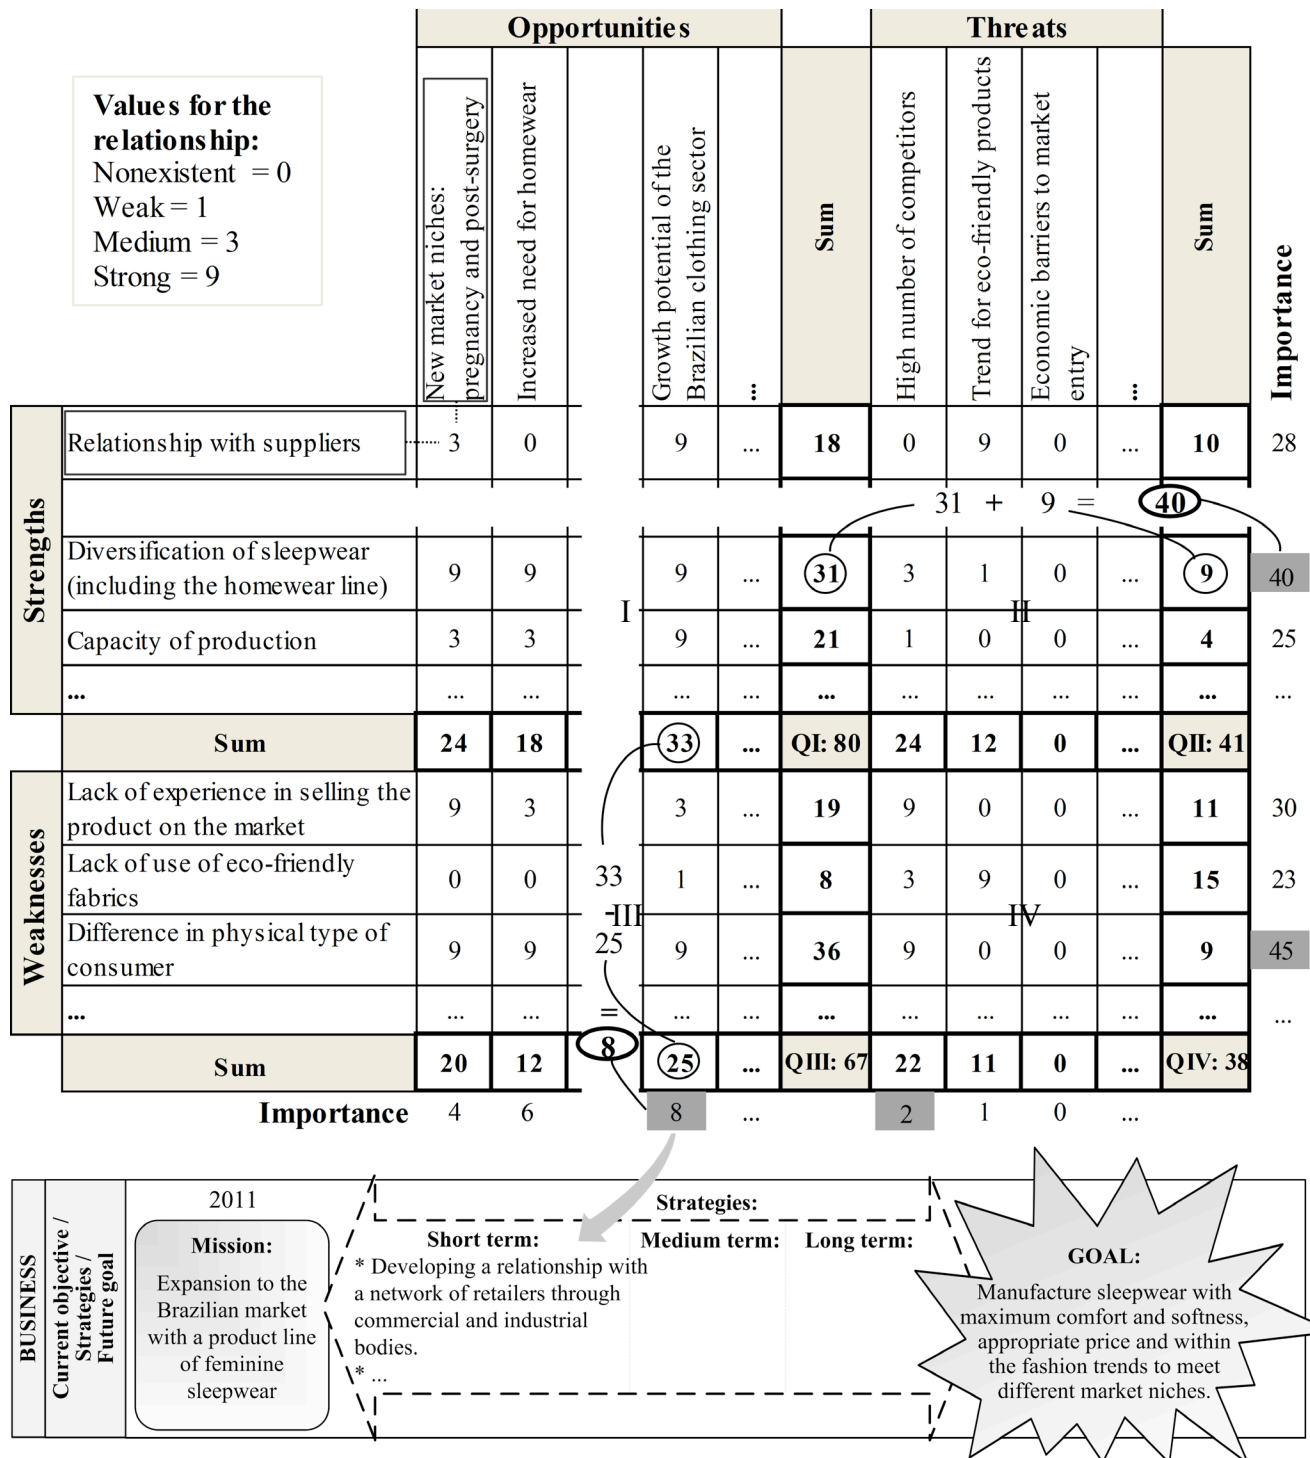 Opportunities
Threats
Values for the
relationship:
Nonexistent = 0
Weak = 1
Medium = 3
Strong = 9
New market niches:
pregnancy and post-surgery
Increased need for homewear
Growth potential of the
Brazilian clothing sector
...
Sum
High number of competitors
Trend for eco-friendly products
Economic barriers to market
entry
...
Sum
Importance
Strengths
Relationship with suppliers 3 0 9 ... 18 0 9 0 ... 10 28
31 + 9 = 40
Diversification of sleepwear
(including the homewear line) 9 9 9 ... 31 3 1 0 ... 9 40
I II
Capacity of production 3 3 9 ... 21 1 0 0 ... 4 25
... ... ... ... ... ... ... ... ... ... ... ...
Sum 24 18 33 ... QI: 80 24 12 0 ... QII: 41
Weaknesses
Lack of experience in selling the
product on the market 9 3 3 ... 19 9 0 0 ... 11 30
Lack of use of eco-friendly
fabrics 0 0 33 1 ... 8 3 9 0 ... 15 23
- III IV
Difference in physical type of
consumer 9 9 25 9 ... 36 9 0 0 ... 9 45
... ... ... = ... ... ... ... ... ... ... ... ...
8
Sum 20 12 25 ... QIII: 67 22 11 0 ... QIV: 38
Importance 4 6 8 ... 2 1 0 ...
BUSINESS
Current objective /
Strategies /
Future goal
2011
Mission:
Expansion to the
Brazilian market
with a product line
of feminine
sleepwear
Strategies:
Short term:
* Developing a relationship with
a network of retailers through
commercial and industrial
bodies.
* ...
Medium term:
Long term:
GOAL:
Manufacture sleepwear with
maximum comfort and softness,
appropriate price and within
the fashion trends to meet
different market niches.